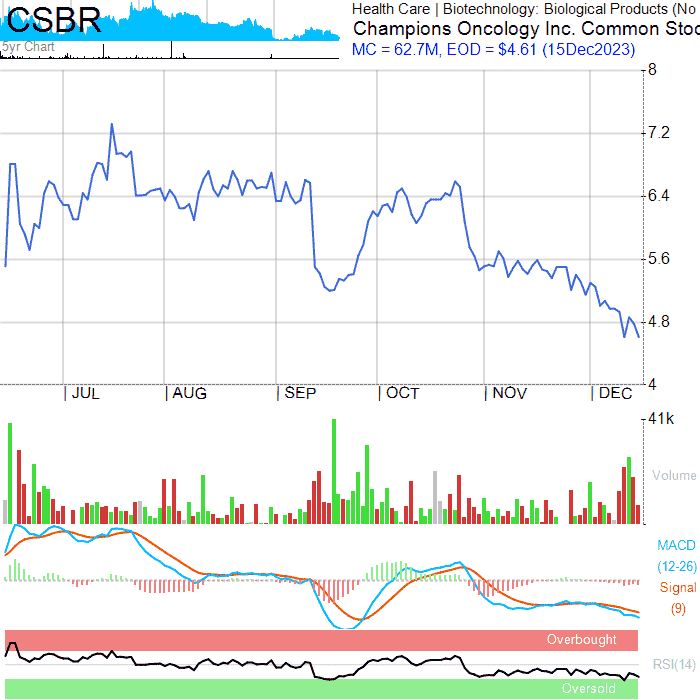 CSBR
5yr Chart
Health Care | Biotechnology: Biological Products (No
Champions Oncology Inc. Common Stoc
MC = 62.7M, EOD = $4.61 (15Dec2023)
8
7.2
6.4
5.6
4.8
4
JUL AUG SEP OCT NOV DEC
41k
Volume
MACD
(12-26)
Signal
(9)
Overbought
RSI(14)
Oversold